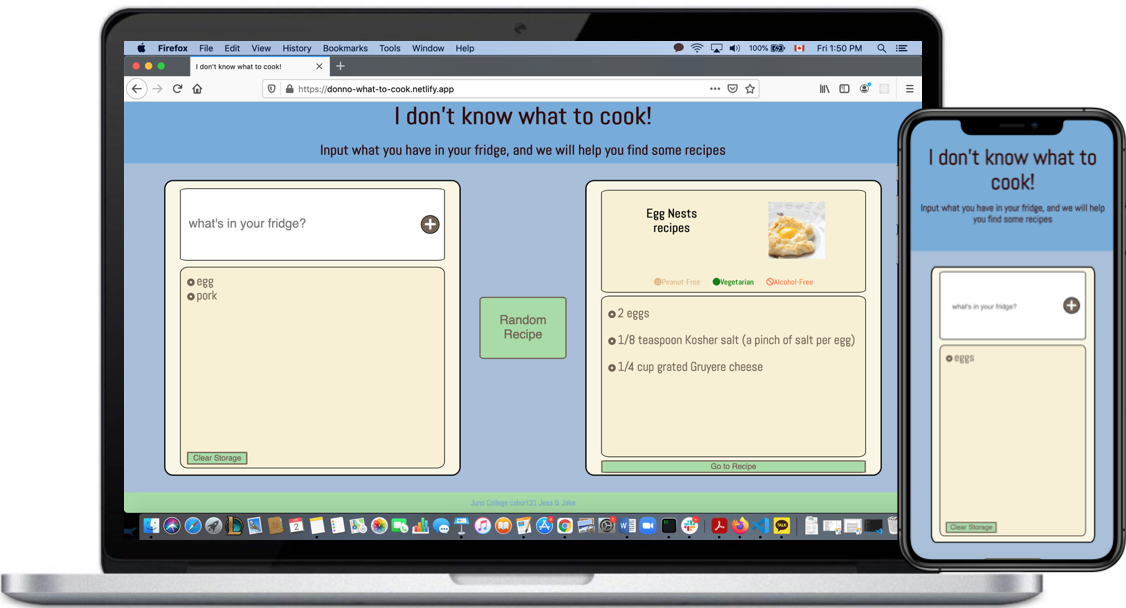 Firefox File Edit View History Bookmarks Tools Window Help 100% Fri 1:50 PM
I don't know what to cook!
https://donno-what-to-cook.netlify.app
I don't know what to cook!
Input what you have in your fridge, and we will help you find some recipes
what's in your fridge?
egg
pork
Clear Storage
Random
Recipe
Egg Nests
recipes
Peanut-Free Vegetarian Alcohol-Free
2 eggs
1/8 teaspoon Kosher salt (a pinch of salt per egg)
1/4 cup grated Gruyere cheese
Go to Recipe
Juno College cohort31 Jess & Jake
I don't know what to
cook!
Input what you have in your fridge, and we will help
you find some recipes
what's in your fridge?
eggs
Clear Storage